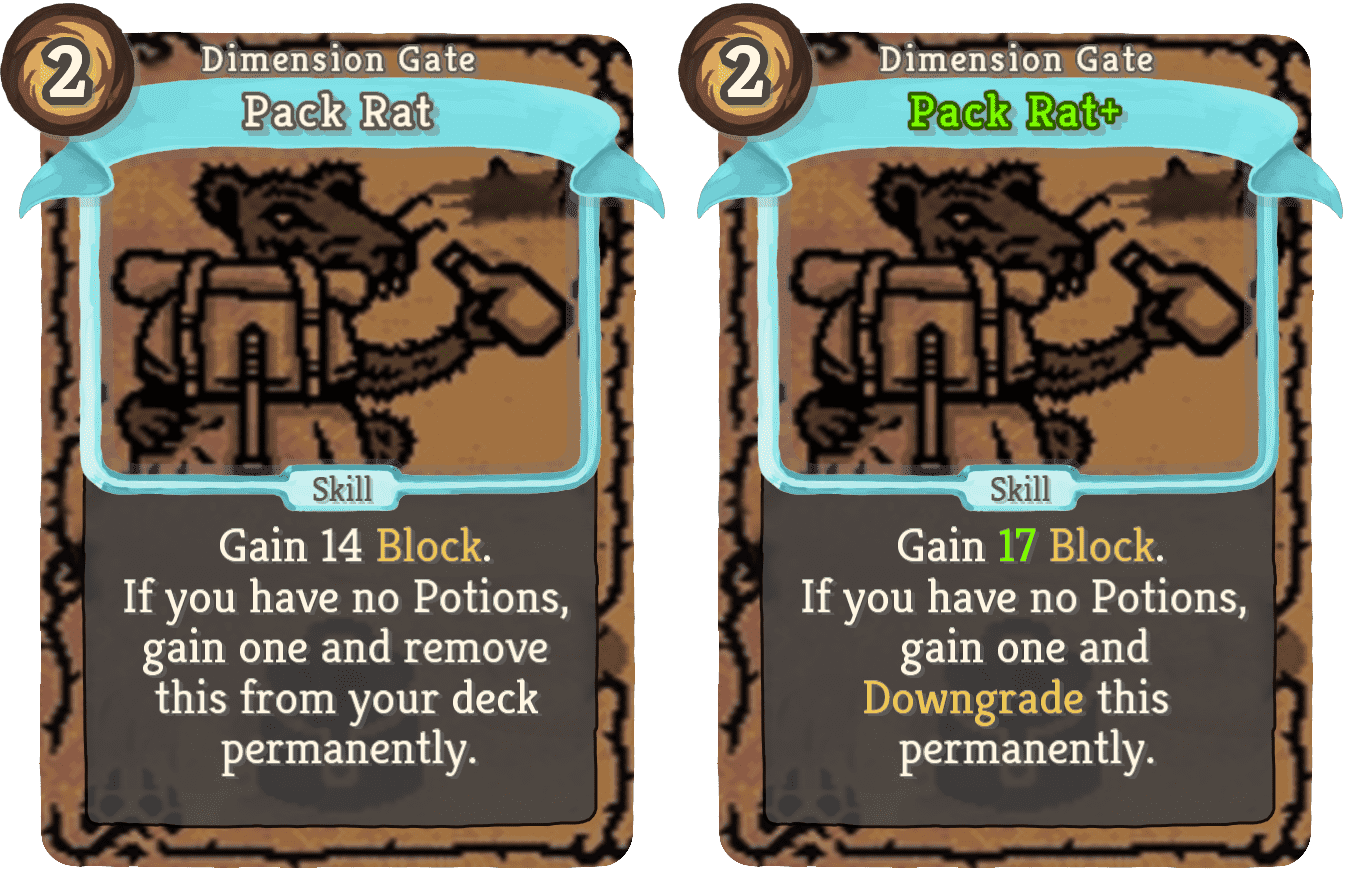 2
Dimension Gate
Pack Rat
Skill
Gain 14 Block.
If you have no Potions,
gain one and remove
this from your deck
permanently.
2
Dimension Gate
Pack Rat+
Skill
Gain 17 Block.
If you have no Potions,
gain one and
Downgrade this
permanently.